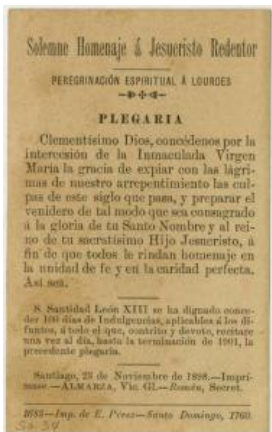 Solemne Homenaje á Jesucristo Redentor
PEREGRINACIÓN ESPIRITUAL Á LOURDES
PLEGARIA
Clementísimo Dios, concédenos por la
intercesión de la Inmaculada Virgen
María la gracia de expiar con las lágri-
mas de nuestro arrepentimiento las cul-
pas de este siglo que pasa, y preparar el
venidero de tal modo que sea consagrado
á la gloria de tu Santo Nombre y al rei-
no de tu sacratísimo Hijo Jesucristo, á
fin de que todos le rindan homenaje en
la unidad de fe y en la caridad perfecta.
Así sea.
S. Santidad León XIII se ha dignado conce-
der 100 días de Indulgencias, aplicables á los di-
funtos, á todo el que, contrito y devoto, recitare
una vez al día, hasta la terminación de 1901, la
precedente plegaria.
Santiago, 23 de Noviembre de 1898.—Impri-
mase.—ALMARZA, Vic. Gl.—Román, Secret.
1685—Imp. de E. Pérez—Santo Domingo, 1760.